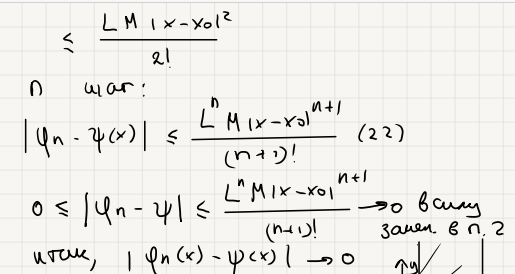 ≤ LM|x-x₀|² / 2!
n шаг:
|φn - ψ(x)| ≤ Lⁿ M|x-x₀|ⁿ⁺¹ / (n+1)! (22)
0 ≤ |φn - ψ| ≤ Lⁿ M|x-x₀|ⁿ⁺¹ / (n+1)! → 0 в силу
замеч. в п. 2
итак, |φn(x) - ψ(x)| → 0